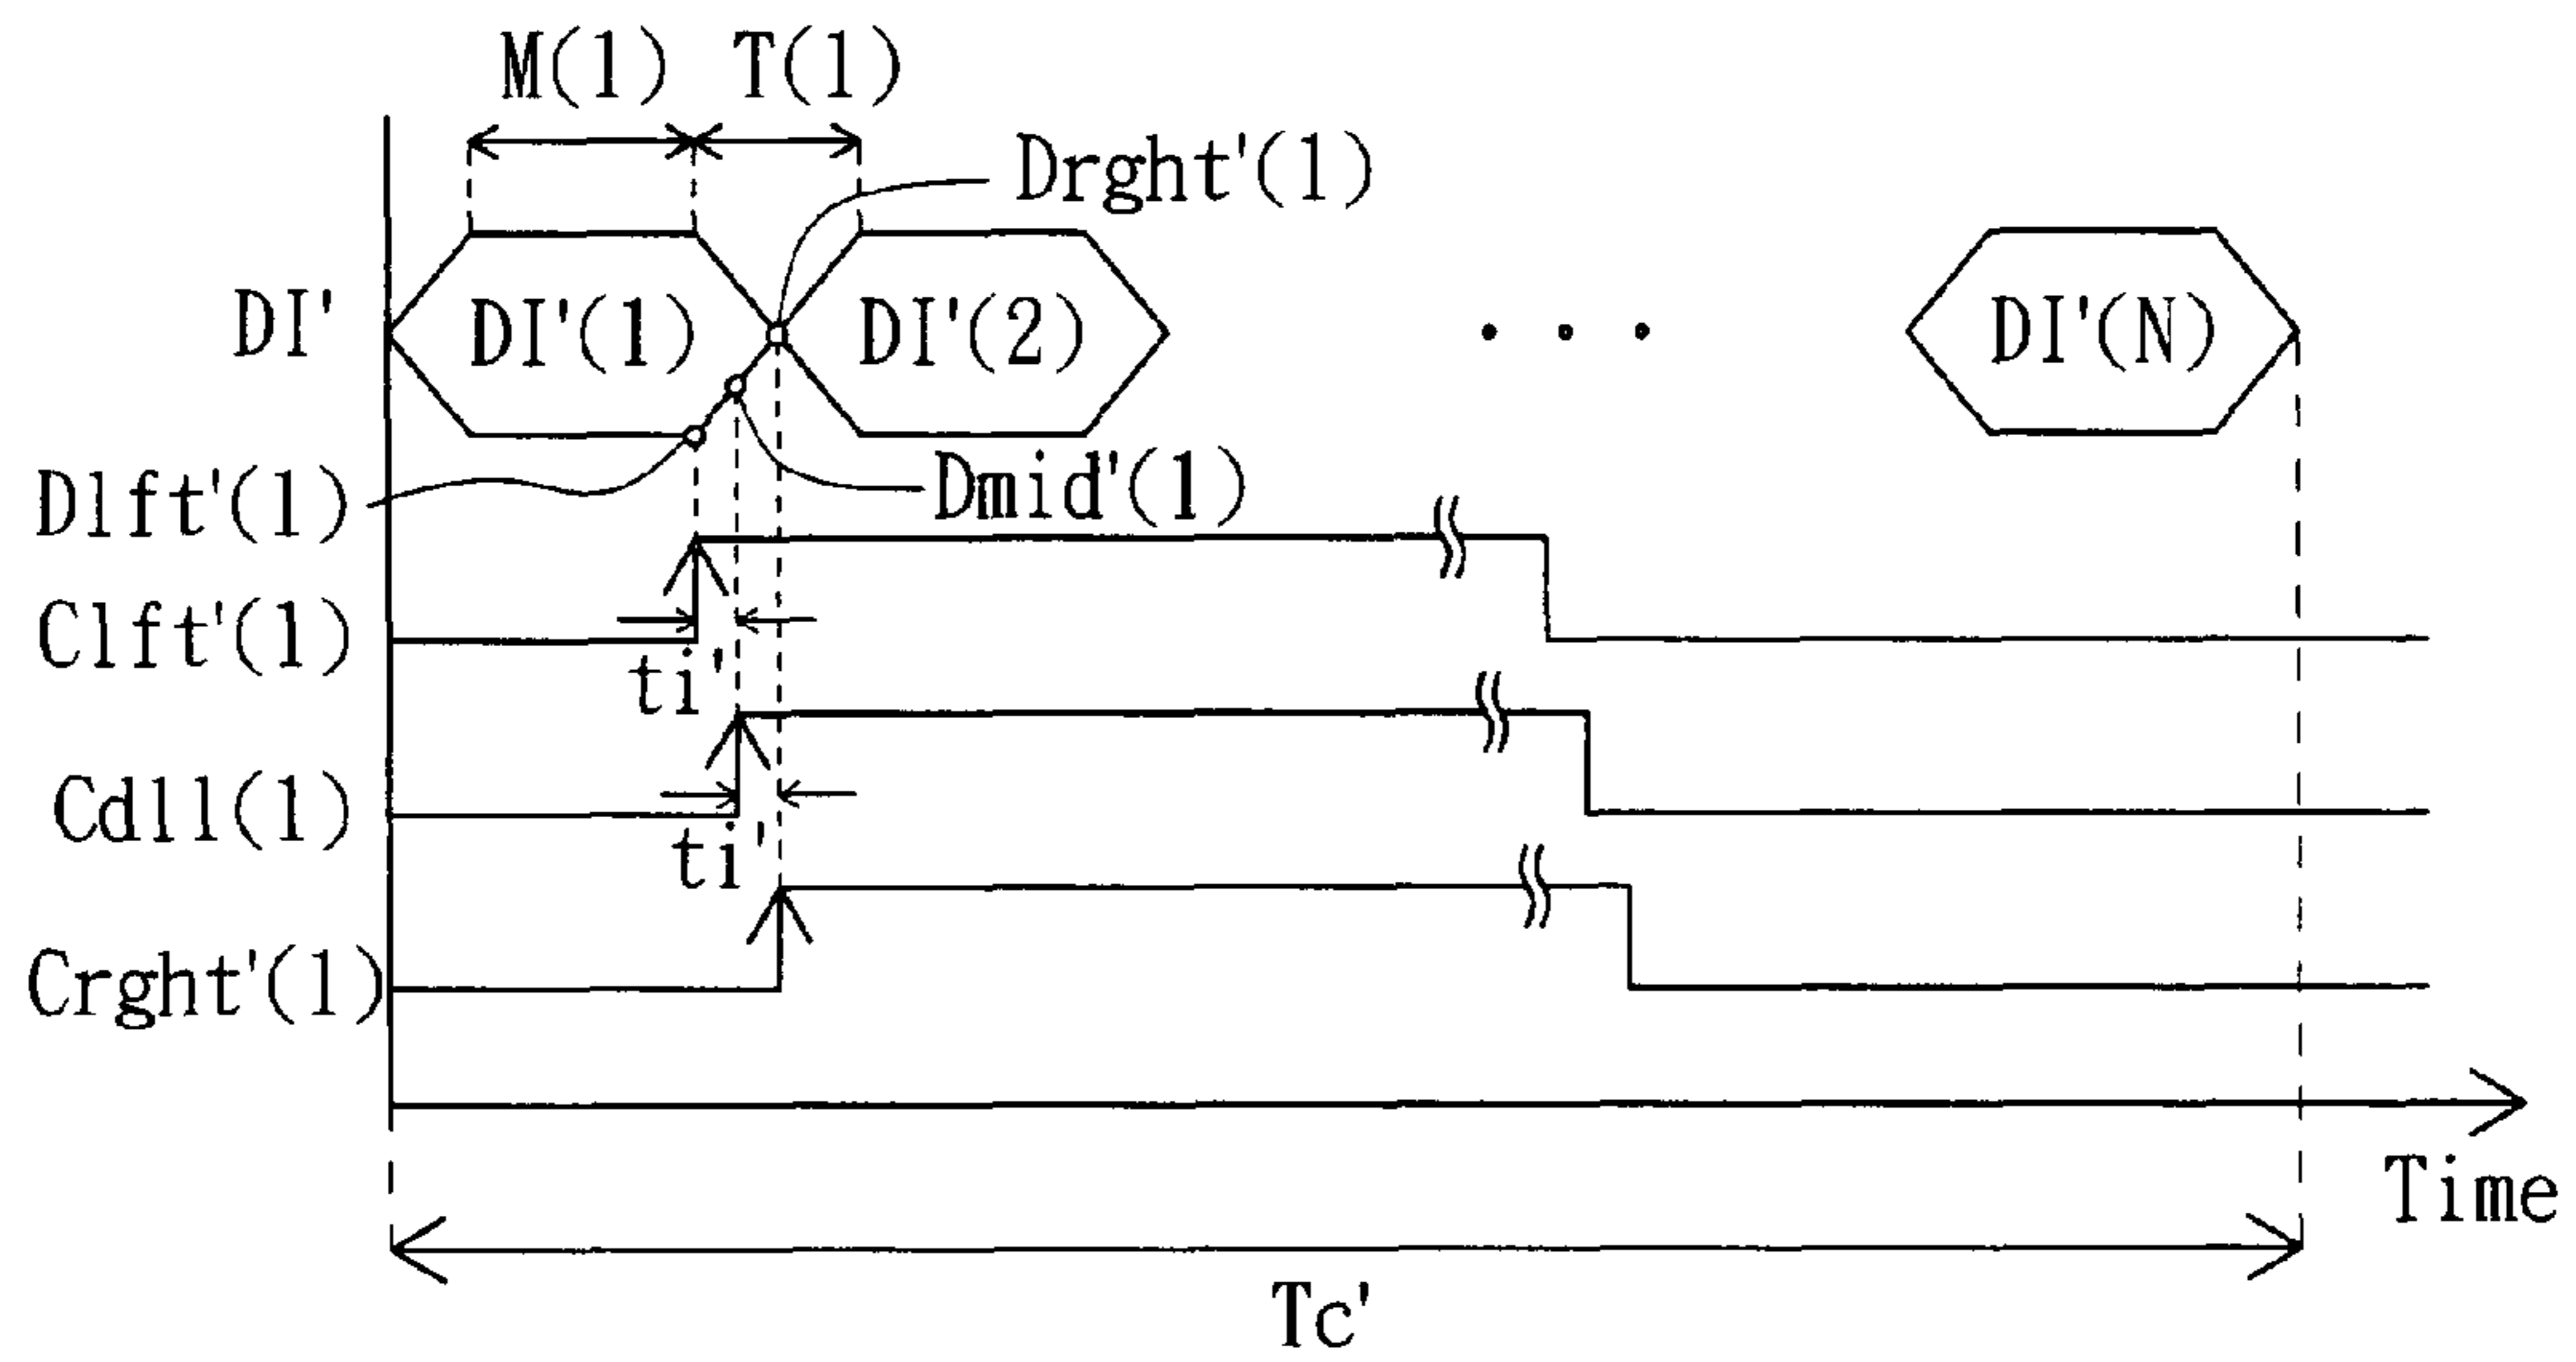 M(1) T(1)
Drght'(1)
DI' DI'(1) DI'(2) DI'(N)
Dlft'(1) Dmid'(1)
Clft'(1)
ti'
Cdll(1)
ti'
Crght'(1)
Time
Tc'